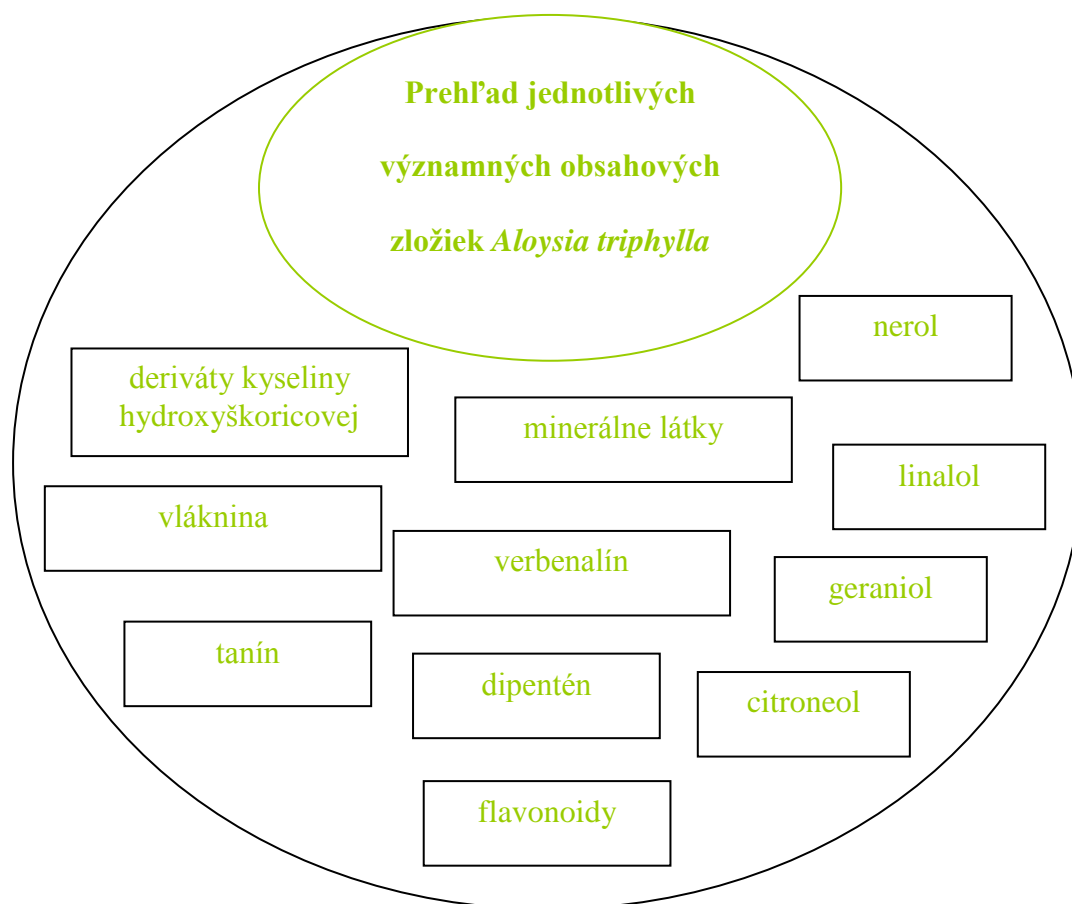 Prehľad jednotlivých
významných obsahových
zložiek Aloysia triphylla
nerol
deriváty kyseliny
hydroxyškoricovej
minerálne látky
linalol
vláknina
verbenalín
geraniol
tanín
dipentén
citroneol
flavonoidy